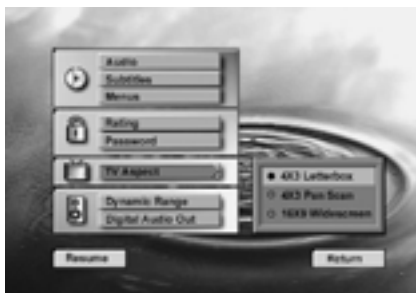 Audio
Subtitles
Menus
Rating
Password
TV Aspect
4X3 Letterbox
4X3 Pan Scan
16X9 Widescreen
Dynamic Range
Digital Audio Out
Resume
Return